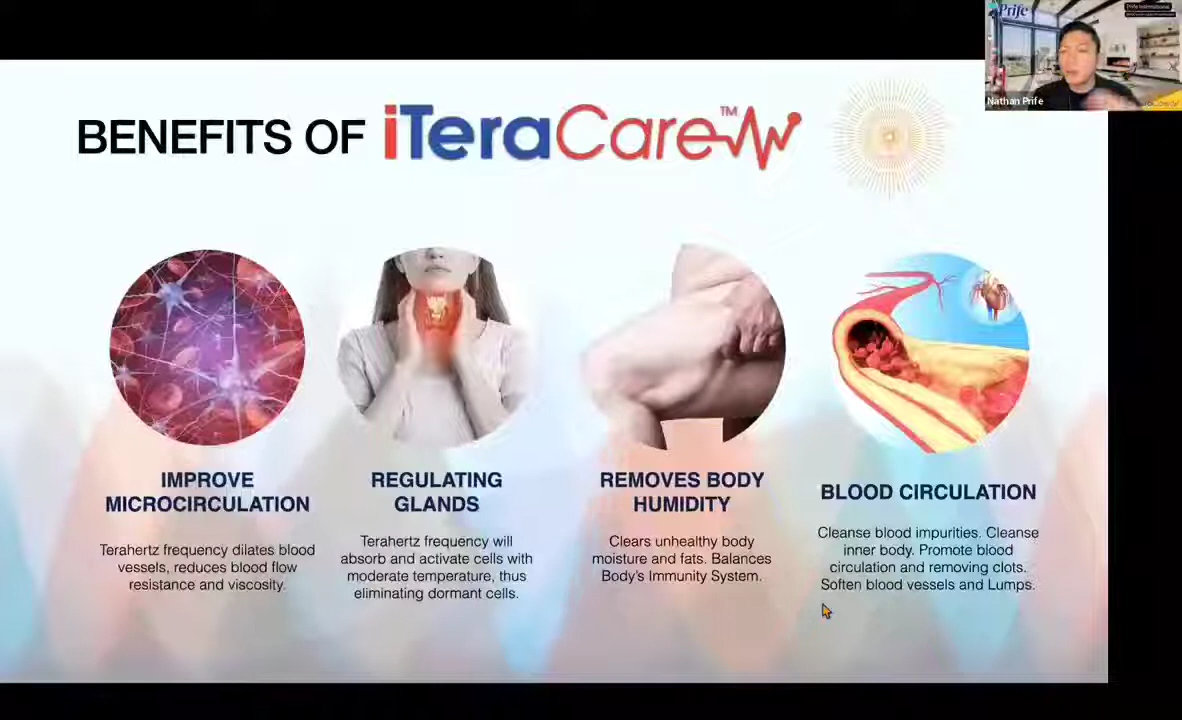 Prife
Prife International
Nathan Prife
BENEFITS OF iTeraCare™
IMPROVE
MICROCIRCULATION
Terahertz frequency dilates blood
vessels, reduces blood flow
resistance and viscosity.
REGULATING
GLANDS
Terahertz frequency will
absorb and activate cells with
moderate temperature, thus
eliminating dormant cells.
REMOVES BODY
HUMIDITY
Clears unhealthy body
moisture and fats. Balances
Body's Immunity System.
BLOOD CIRCULATION
Cleanse blood impurities. Cleanse
inner body. Promote blood
circulation and removing clots.
Soften blood vessels and Lumps.